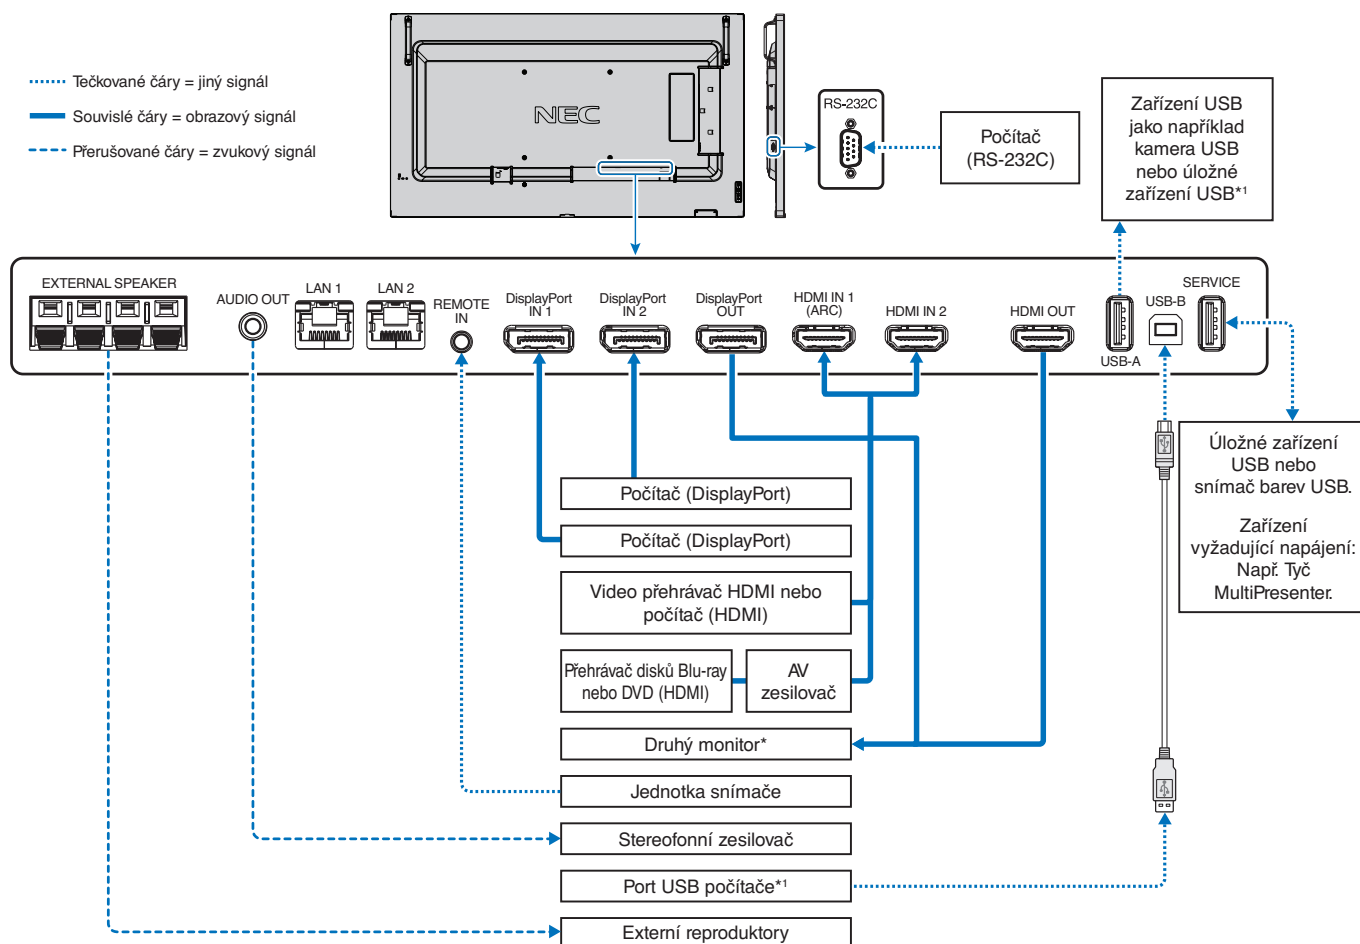 Tečkované čáry = jiný signál
Souvislé čáry = obrazový signál
Přerušované čáry = zvukový signál
NEC
RS-232C
Počítač
(RS-232C)
Zařízení USB
jako například
kamera USB
nebo úložné
zařízení USB*1
EXTERNAL SPEAKER
AUDIO OUT
LAN 1
LAN 2
REMOTE
IN
DisplayPort
IN 1
DisplayPort
IN 2
DisplayPort
OUT
HDMI IN 1
(ARC)
HDMI IN 2
HDMI OUT
USB-A
USB-B
SERVICE
Úložné zařízení
USB nebo
snímač barev USB.
Zařízení
vyžadující napájení:
Např. Tyč
MultiPresenter.
Počítač (DisplayPort)
Počítač (DisplayPort)
Video přehrávač HDMI nebo
počítač (HDMI)
Přehrávač disků Blu-ray
nebo DVD (HDMI)
AV
zesilovač
Druhý monitor*
Jednotka snímače
Stereofonní zesilovač
Port USB počítače*1
Externí reproduktory